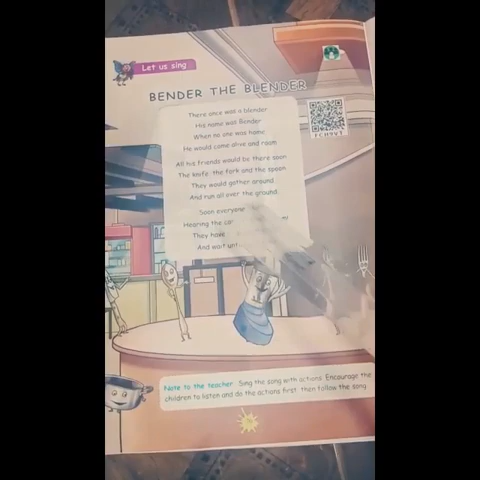 Let us sing
BENDER THE BLENDER
There once was a blender
His name was Bender
When no one was home
He would come alive and roam
All his friends would be there soon
The knife, the fork and the spoon
They would gather around
And run all over the ground.
Soon everyone
Hearing the
They have
And wait
Note to the teacher Sing the song with actions. Encourage the
children to listen and do the actions first, then follow the song.